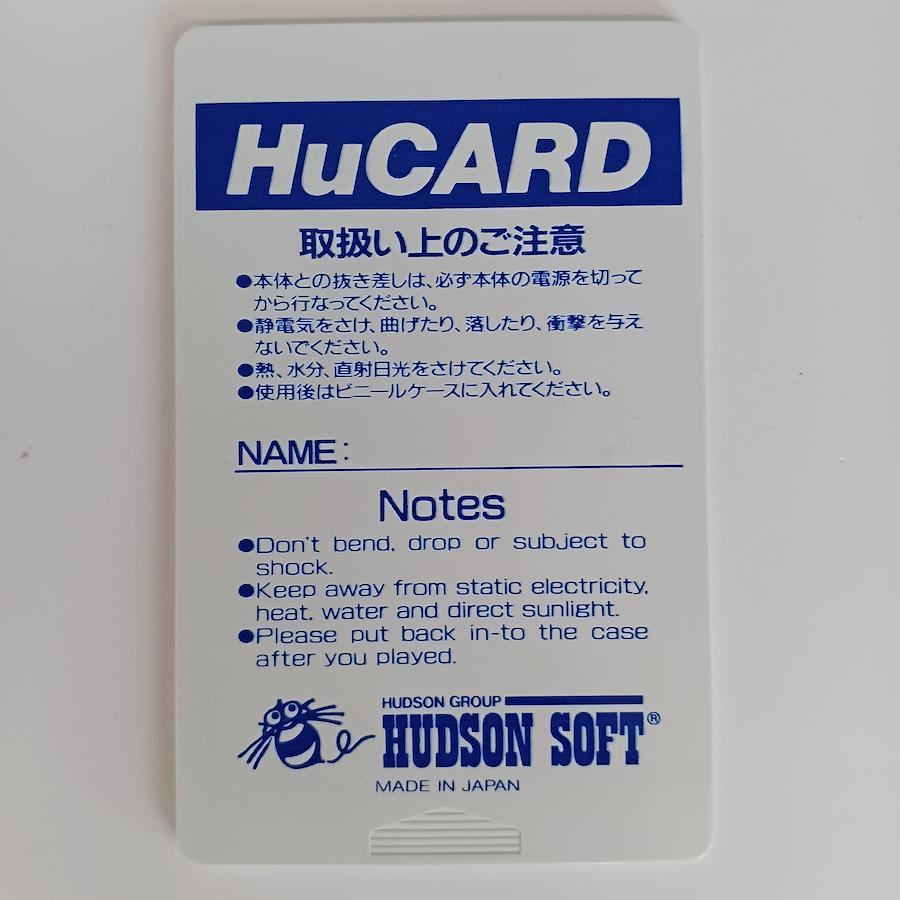 HuCARD
取扱い上のご注意
●本体との抜き差しは、必ず本体の電源を切って
から行なってください。
●静電気をさけ、曲げたり、落したり、衝撃を与え
ないでください。
●熱、水分、直射日光をさけてください。
●使用後はビニールケースに入れてください。
NAME:
Notes
●Don't bend, drop or subject to
shock.
●Keep away from static electricity,
heat, water and direct sunlight.
●Please put back in-to the case
after you played.
HUDSON GROUP
HUDSON SOFT®
MADE IN JAPAN